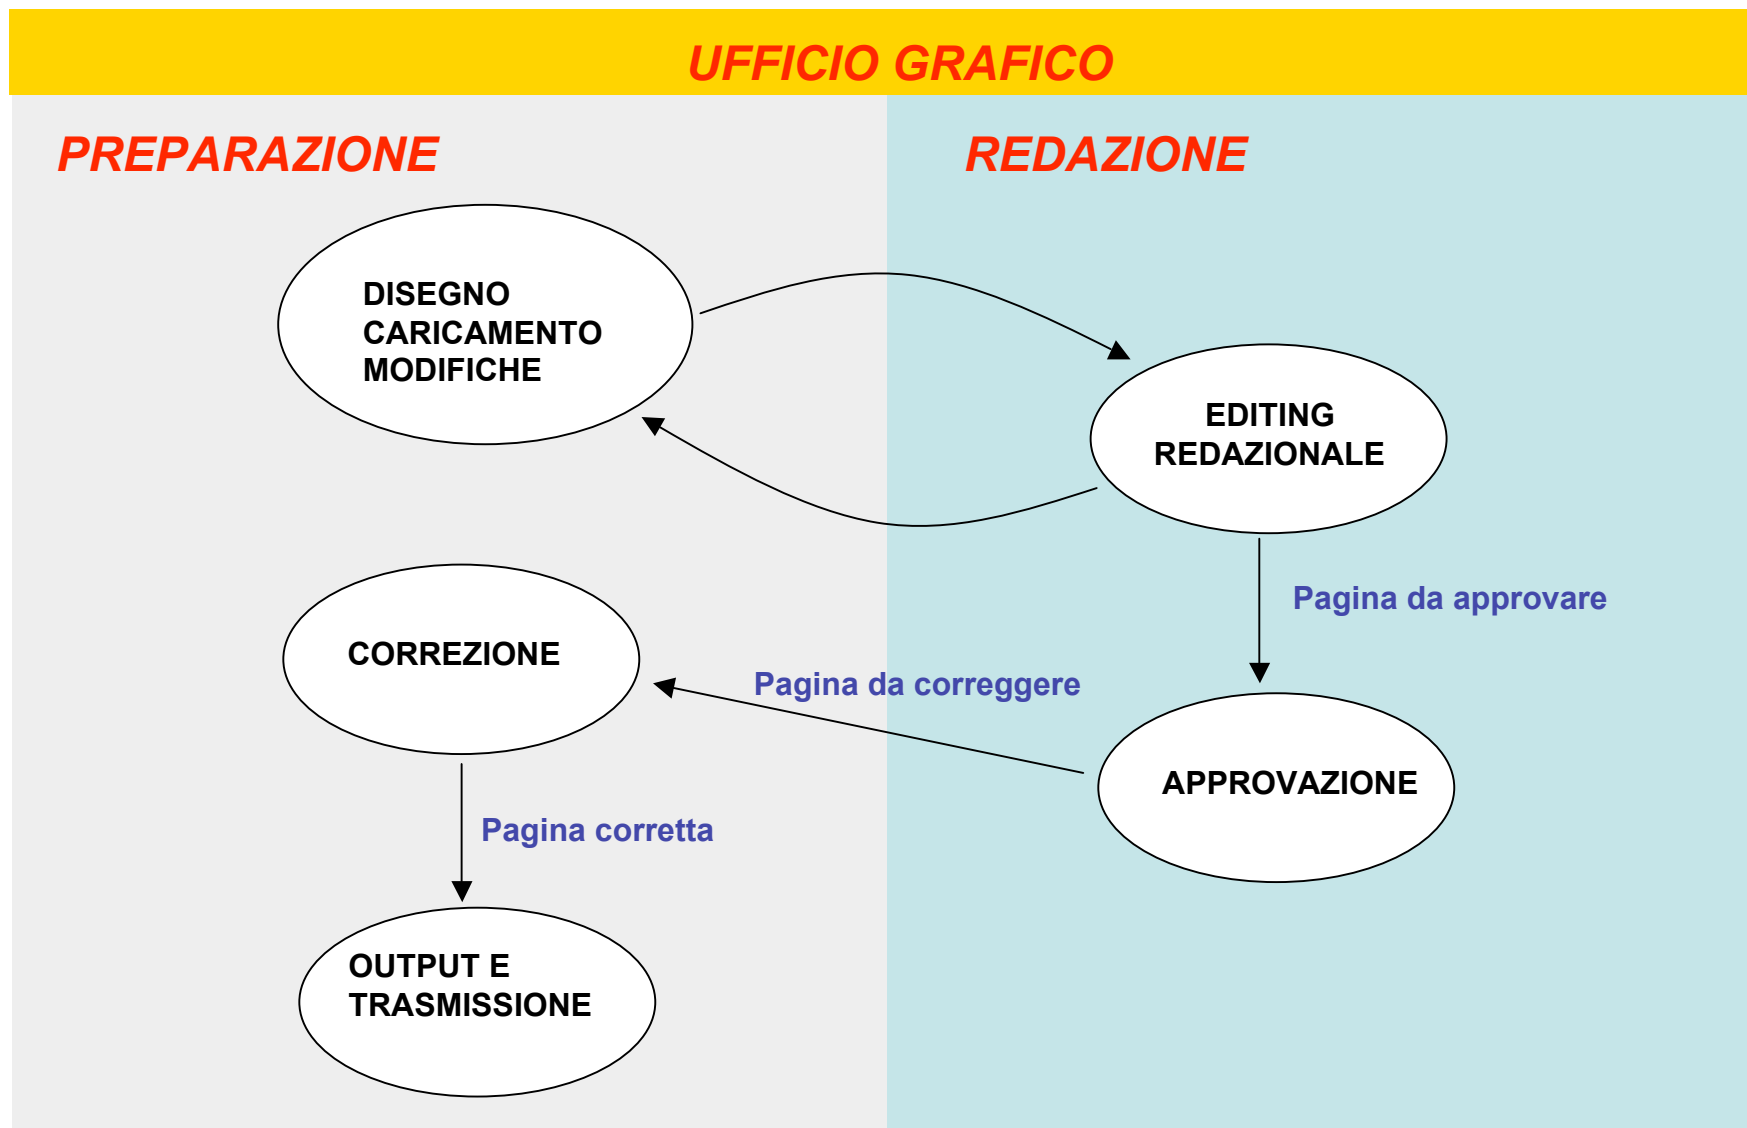 UFFICIO GRAFICO
PREPARAZIONE
REDAZIONE
DISEGNO
CARICAMENTO
MODIFICHE
EDITING
REDAZIONALE
Pagina da approvare
CORREZIONE
Pagina da correggere
APPROVAZIONE
Pagina corretta
OUTPUT E
TRASMISSIONE